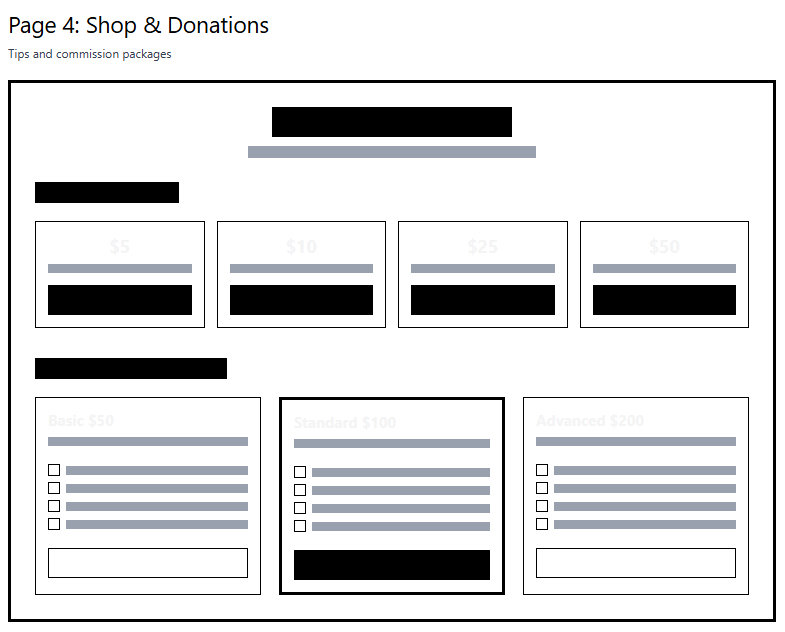 Page 4: Shop & Donations
Tips and commission packages
$5
$10
$25
$50
Basic $50
Standard $100
Advanced $200